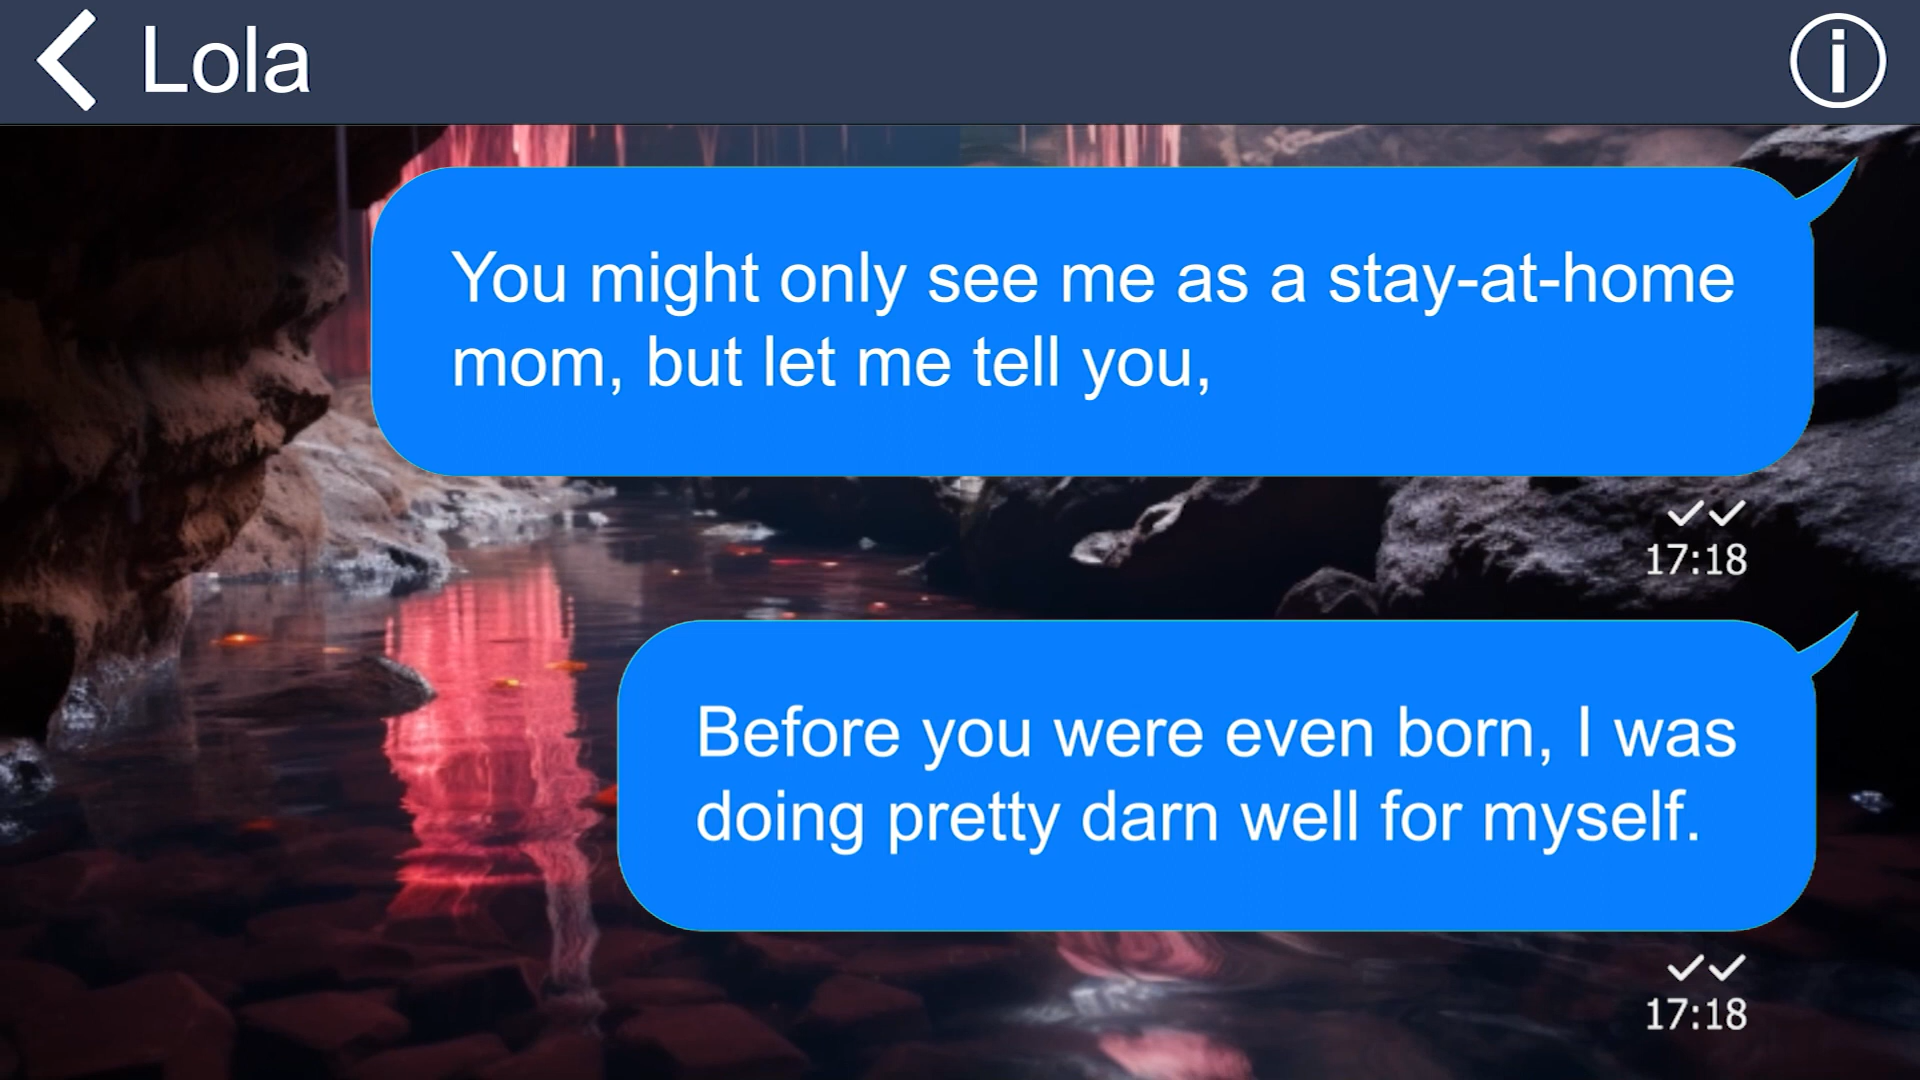 Lola
You might only see me as a stay-at-home
mom, but let me tell you,
17:18
Before you were even born, I was
doing pretty darn well for myself.
17:18